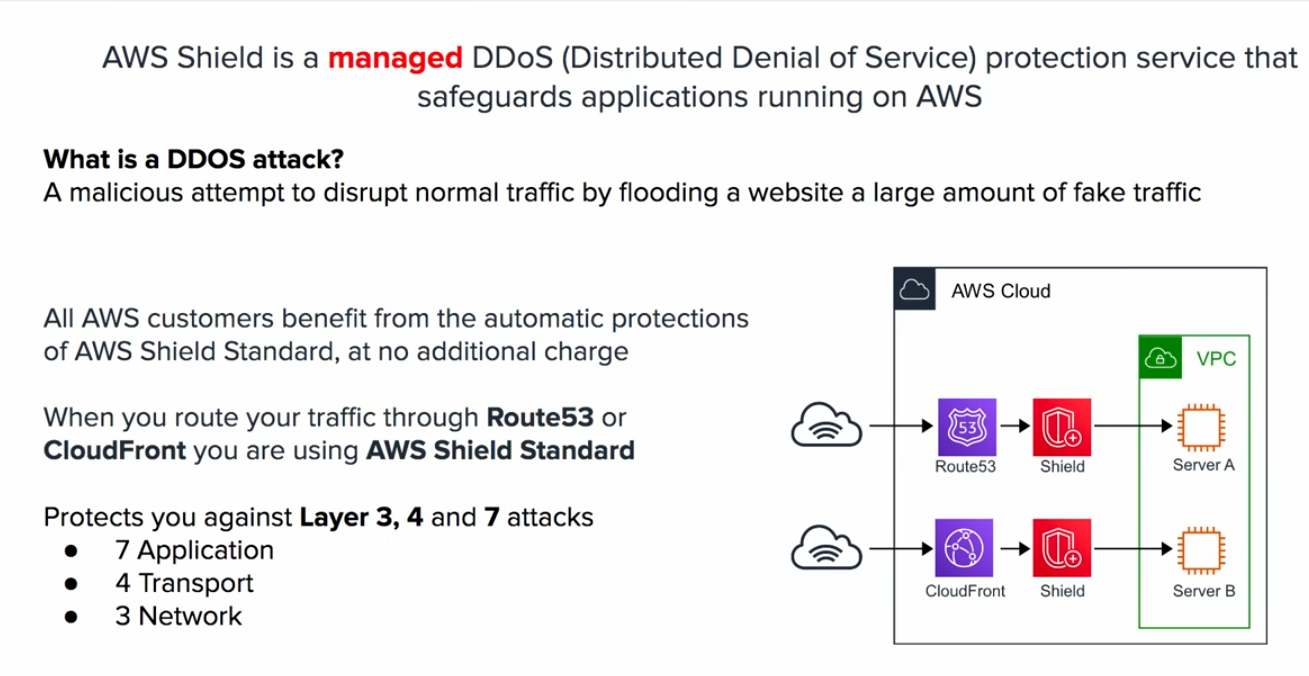 AWS Shield is a managed DDoS (Distributed Denial of Service) protection service that
safeguards applications running on AWS
What is a DDOS attack?
A malicious attempt to disrupt normal traffic by flooding a website a large amount of fake traffic
All AWS customers benefit from the automatic protections
of AWS Shield Standard, at no additional charge
When you route your traffic through Route53 or
CloudFront you are using AWS Shield Standard
Protects you against Layer 3, 4 and 7 attacks
● 7 Application
● 4 Transport
● 3 Network
AWS Cloud
VPC
53
Route53
Shield
Server A
CloudFront
Shield
Server B